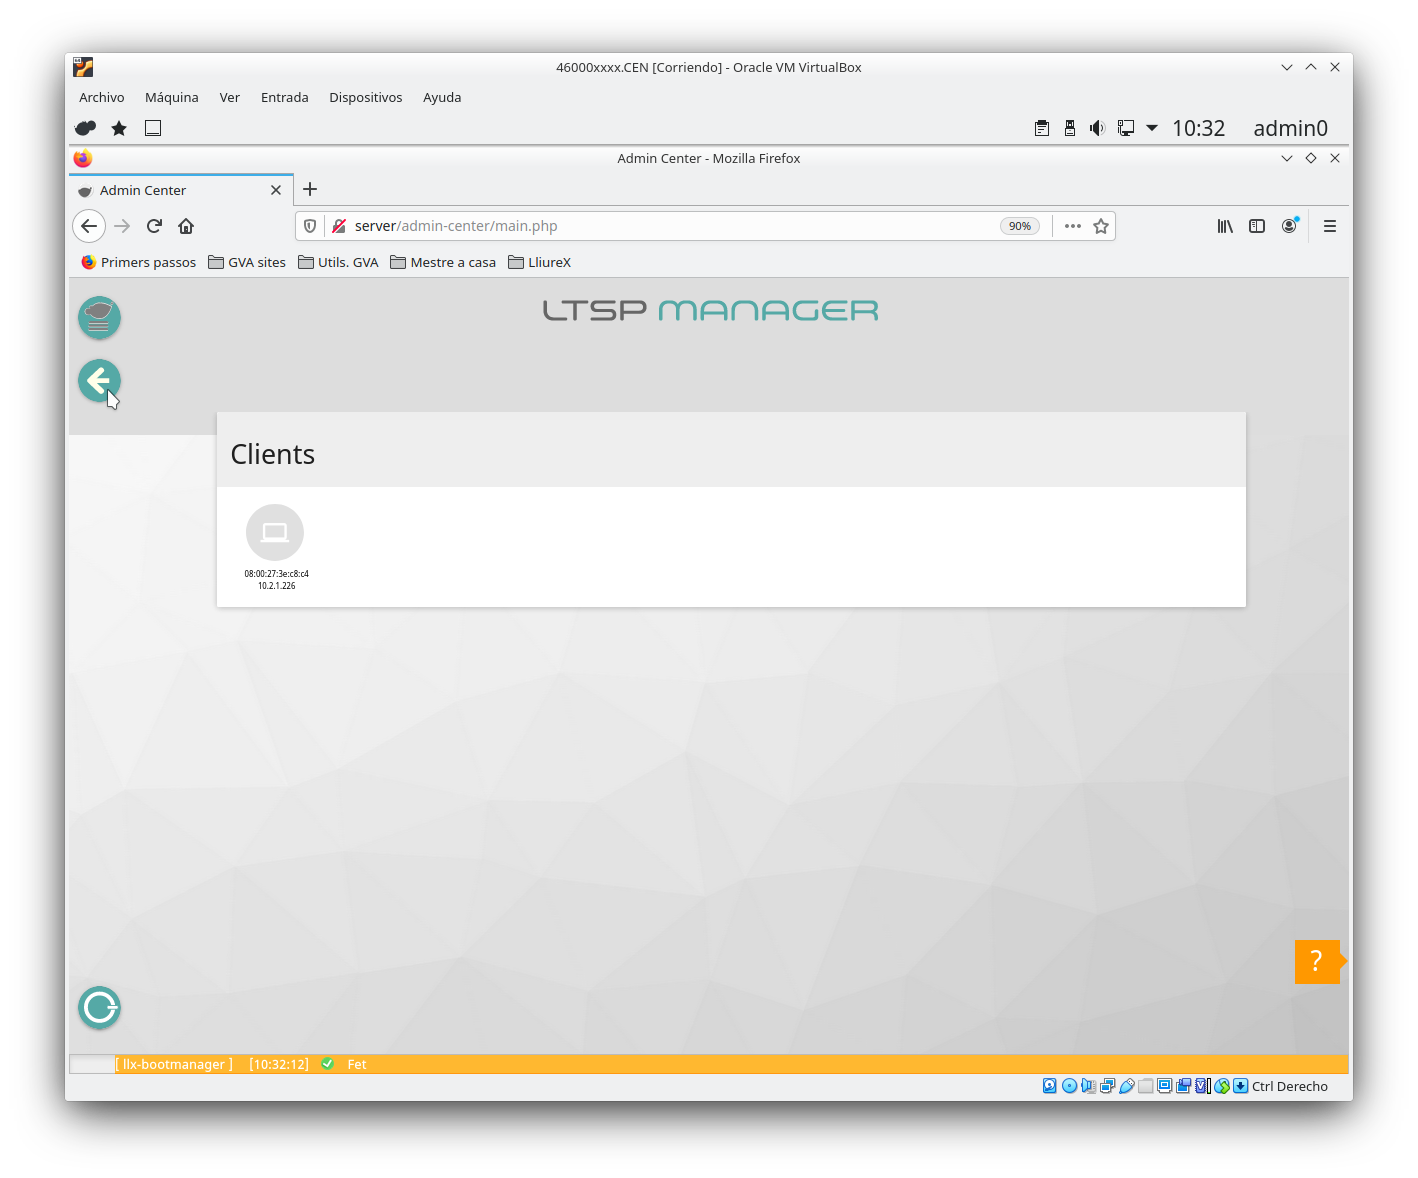 46000xxxx.CEN [Corriendo] - Oracle VM VirtualBox
Archivo Máquina Ver Entrada Dispositivos Ayuda
10:32 admin0
Admin Center - Mozilla Firefox
Admin Center
server/admin-center/main.php 90%
Primers passos GVA sites Utils. GVA Mestre a casa LliureX
LTSP MANAGER
Clients
08:00:27:3e:c8:c4
10.2.1.226
?
[ llx-bootmanager ] [10:32:12] Fet
Ctrl Derecho